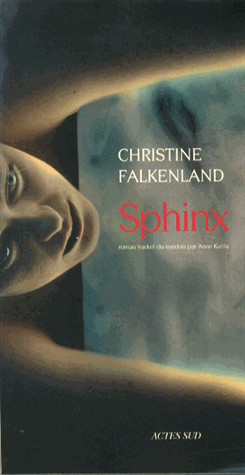 CHRISTINE
FALKENLAND
Sphinx
roman traduit du suédois par Anne Karila
ACTES SUD